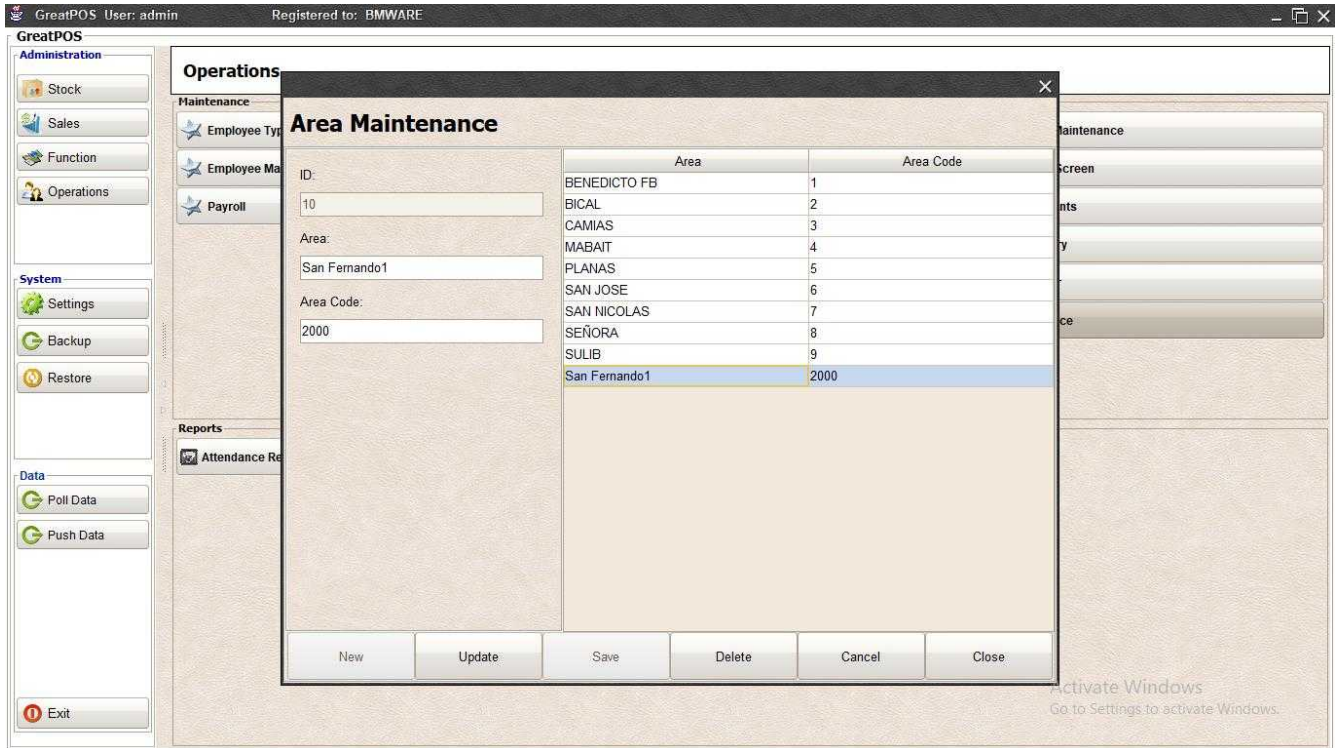 GreatPOS User: admin Registered to: BMWARE
GreatPOS
Administration
Stock
Sales
Function
Operations
System
Settings
Backup
Restore
Data
Poll Data
Push Data
Exit
Operations
Maintenance
Employee Typ
Employee Ma
Payroll
Maintenance
Screen
nts
ry
ce
Reports
Attendance Re
Area Maintenance
ID:
10
Area:
San Fernando1
Area Code:
2000
Area Area Code
BENEDICTO FB 1
BICAL 2
CAMIAS 3
MABAIT 4
PLANAS 5
SAN JOSE 6
SAN NICOLAS 7
SEÑORA 8
SULIB 9
San Fernando1 2000
New Update Save Delete Cancel Close
Activate Windows
Go to Settings to activate Windows.